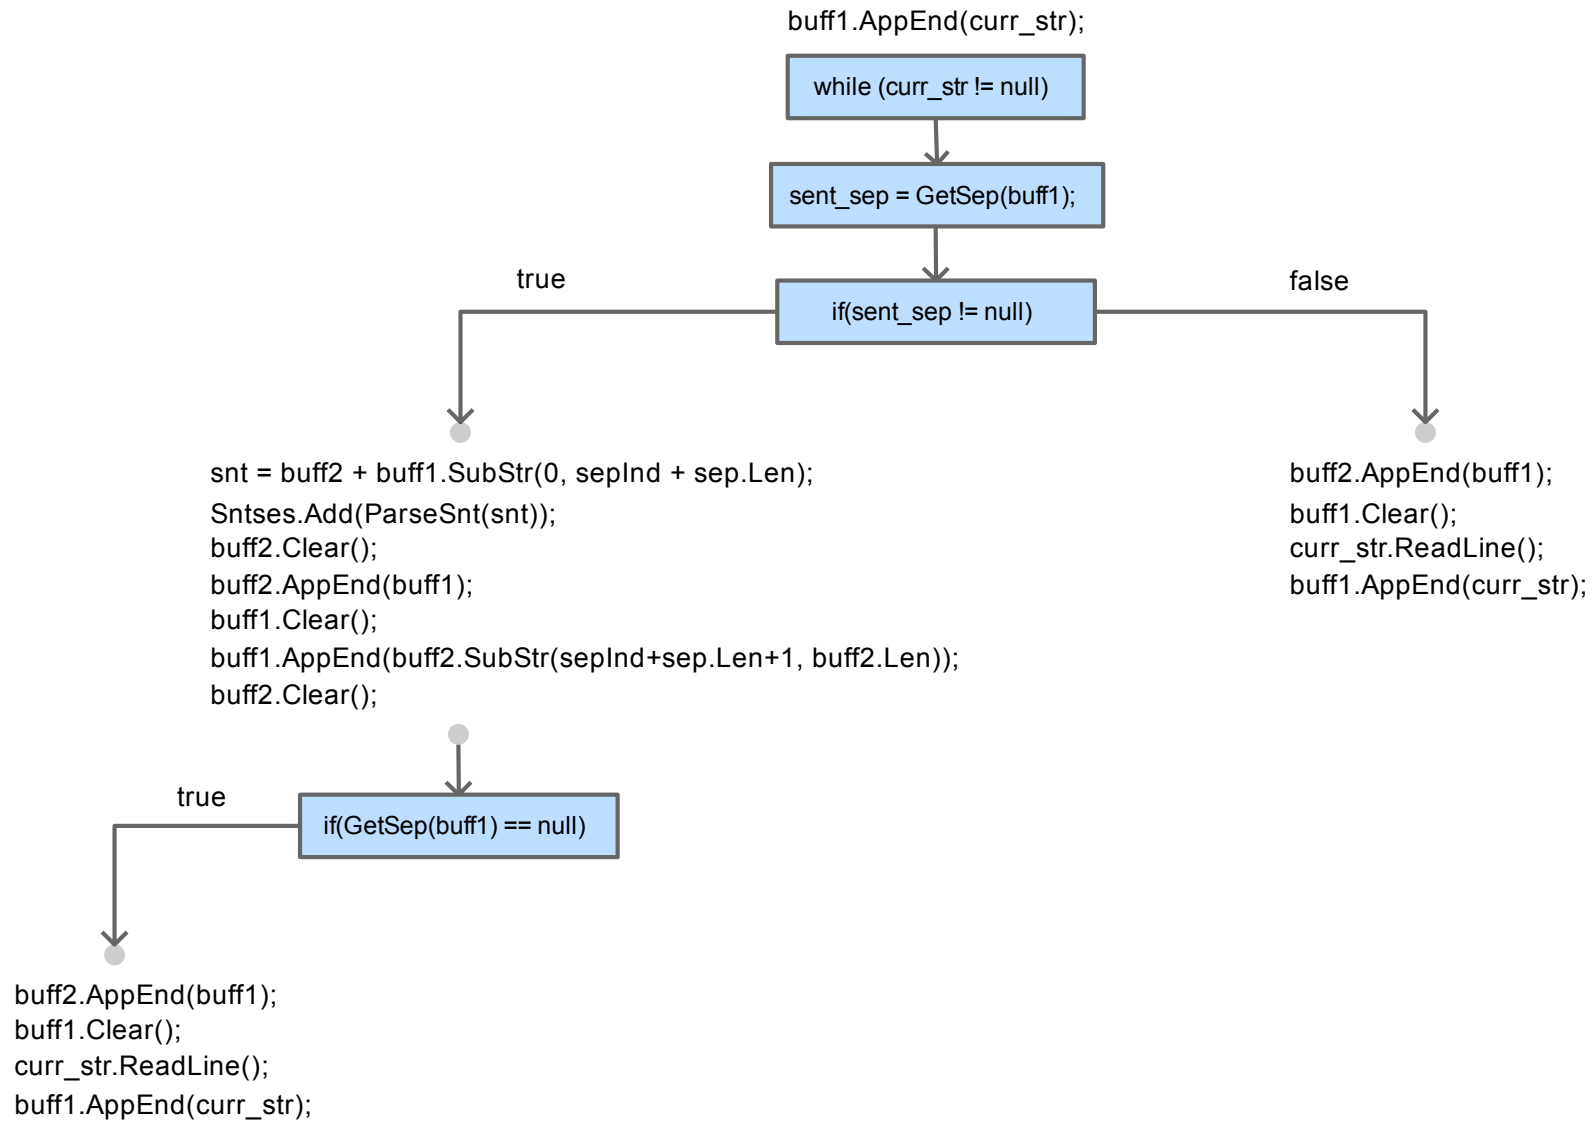 buff1.AppEnd(curr_str);
while (curr_str != null)
sent_sep = GetSep(buff1);
true
false
if(sent_sep != null)
snt = buff2 + buff1.SubStr(0, sepInd + sep.Len);
Sntses.Add(ParseSnt(snt));
buff2.Clear();
buff2.AppEnd(buff1);
buff1.Clear();
buff1.AppEnd(buff2.SubStr(sepInd+sep.Len+1, buff2.Len));
buff2.Clear();
buff2.AppEnd(buff1);
buff1.Clear();
curr_str.ReadLine();
buff1.AppEnd(curr_str);
true
if(GetSep(buff1) == null)
buff2.AppEnd(buff1);
buff1.Clear();
curr_str.ReadLine();
buff1.AppEnd(curr_str);